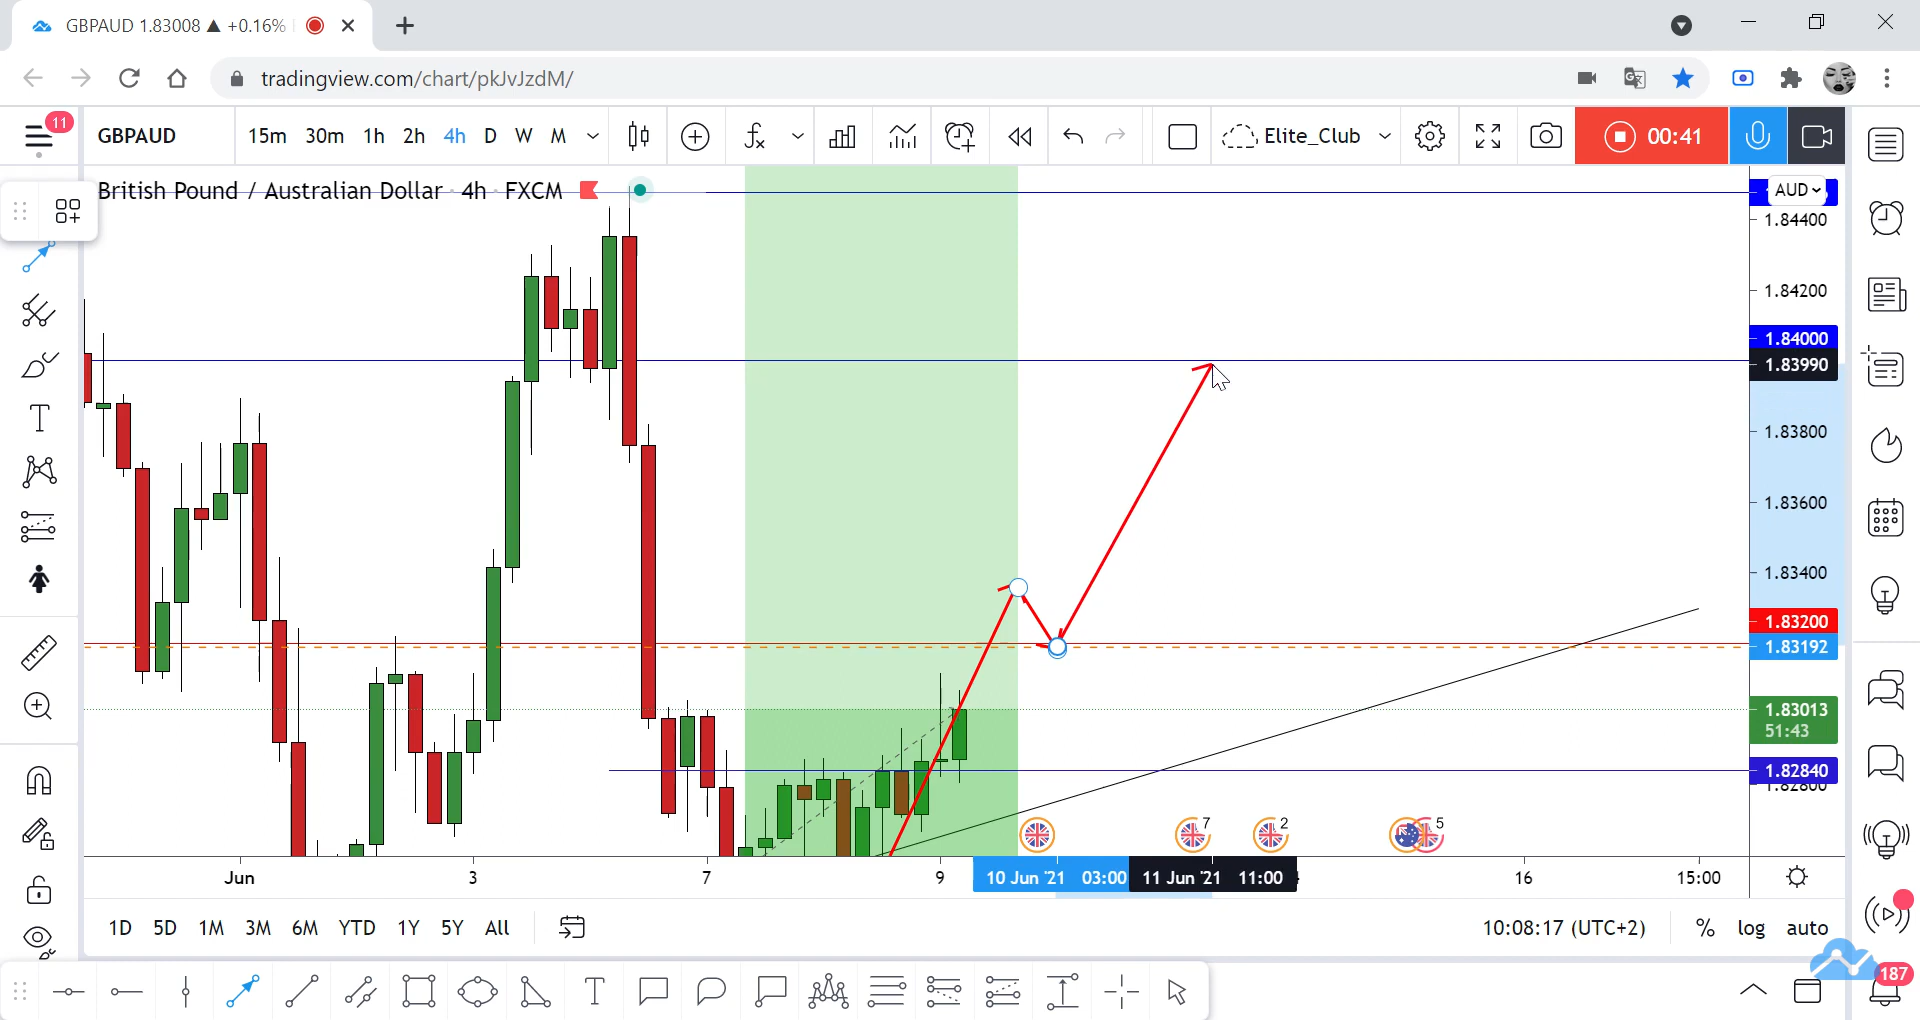 GBPAUD 1.83008 ▲ +0.16%
tradingview.com/chart/pkJvJzdM/
11
GBPAUD
15m 30m 1h 2h 4h D W M
Elite_Club
00:41
British Pound / Australian Dollar · 4h · FXCM
AUD
1.84400
1.84200
1.84000
1.83990
1.83800
1.83600
1.83400
1.83200
1.83192
1.83013
51:43
1.82840
1.82800
7
2
5
Jun 3 7 9 10 Jun '21 03:00 11 Jun '21 11:00 16 15:00
1D 5D 1M 3M 6M YTD 1Y 5Y All
10:08:17 (UTC+2) % log auto
187